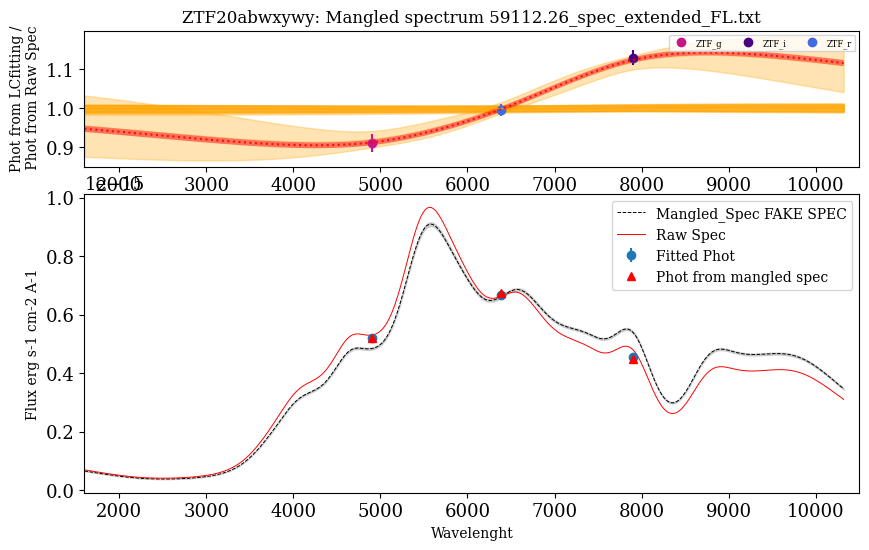 ZTF20abwxywy: Mangled spectrum 59112.26_spec_extended_FL.txt
Phot from LCfitting /
Phot from Raw Spec
1.1
1.0
0.9
ZTF_g
ZTF_i
ZTF_r
2000 3000 4000 5000 6000 7000 8000 9000 10000
1e−15
Flux erg s-1 cm-2 A-1
1.0
0.8
0.6
0.4
0.2
0.0
Mangled_Spec FAKE SPEC
Raw Spec
Fitted Phot
Phot from mangled spec
2000 3000 4000 5000 6000 7000 8000 9000 10000
Wavelenght